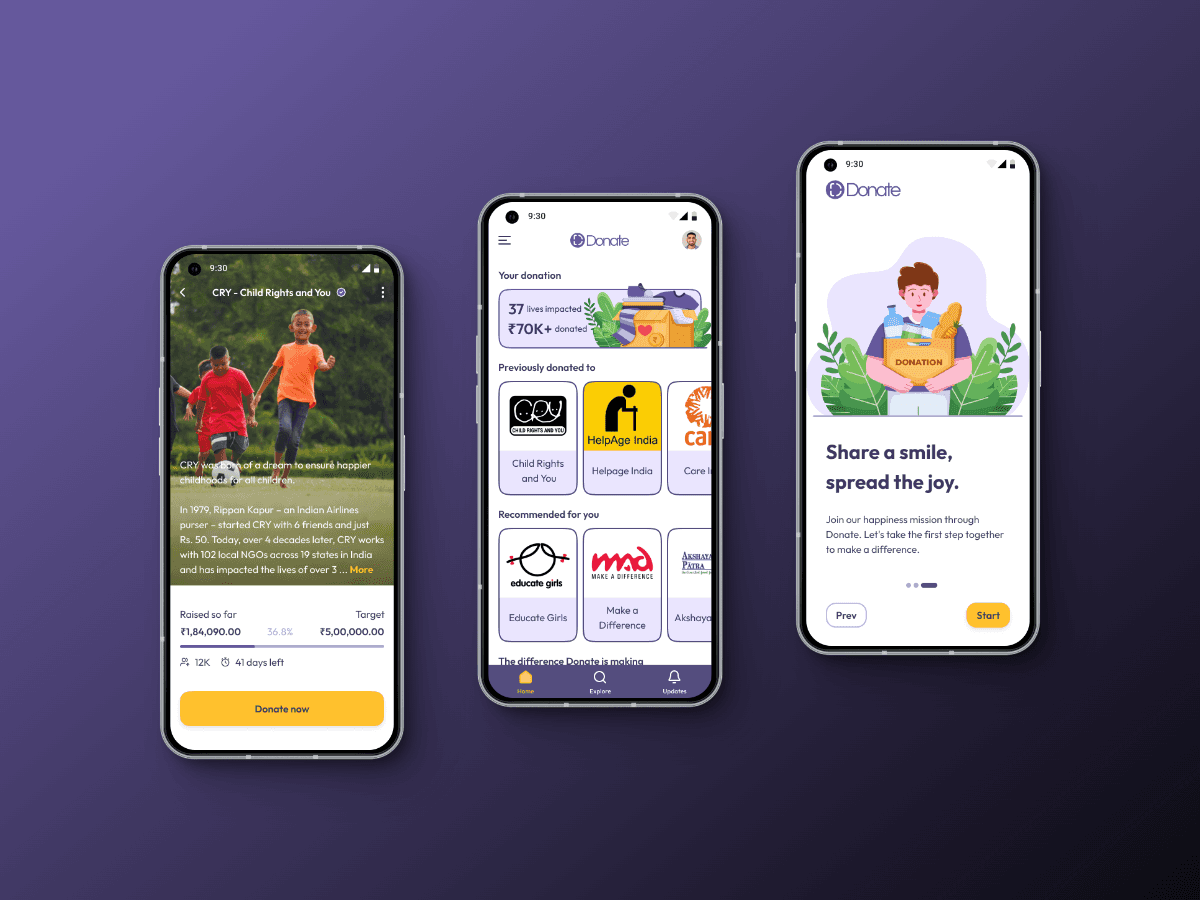 9:30
CRY - Child Rights and You
CRY was born of a dream to ensure happier
childhoods for all children.
In 1979, Rippan Kapur – an Indian Airlines
purser – started CRY with 6 friends and just
Rs. 50. Today, over 4 decades later, CRY works
with 102 local NGOs across 19 states in India
and has impacted the lives of over 3 ... More
Raised so far
Target
₹1,84,090.00
36.8%
₹5,00,000.00
12K
41 days left
Donate now
9:30
Donate
Your donation
37 lives impacted
₹70K+ donated
Previously donated to
CRY
CHILD RIGHTS AND YOU
Child Rights
and You
HelpAge India
Helpage India
Care I
Recommended for you
educate girls
Educate Girls
mad
MAKE A DIFFERENCE
Make a
Difference
AKSHAYA
PATRA
Akshaya
The difference Donate is making
Home
Explore
Updates
9:30
Donate
DONATION
Share a smile,
spread the joy.
Join our happiness mission through
Donate. Let's take the first step together
to make a difference.
Prev
Start